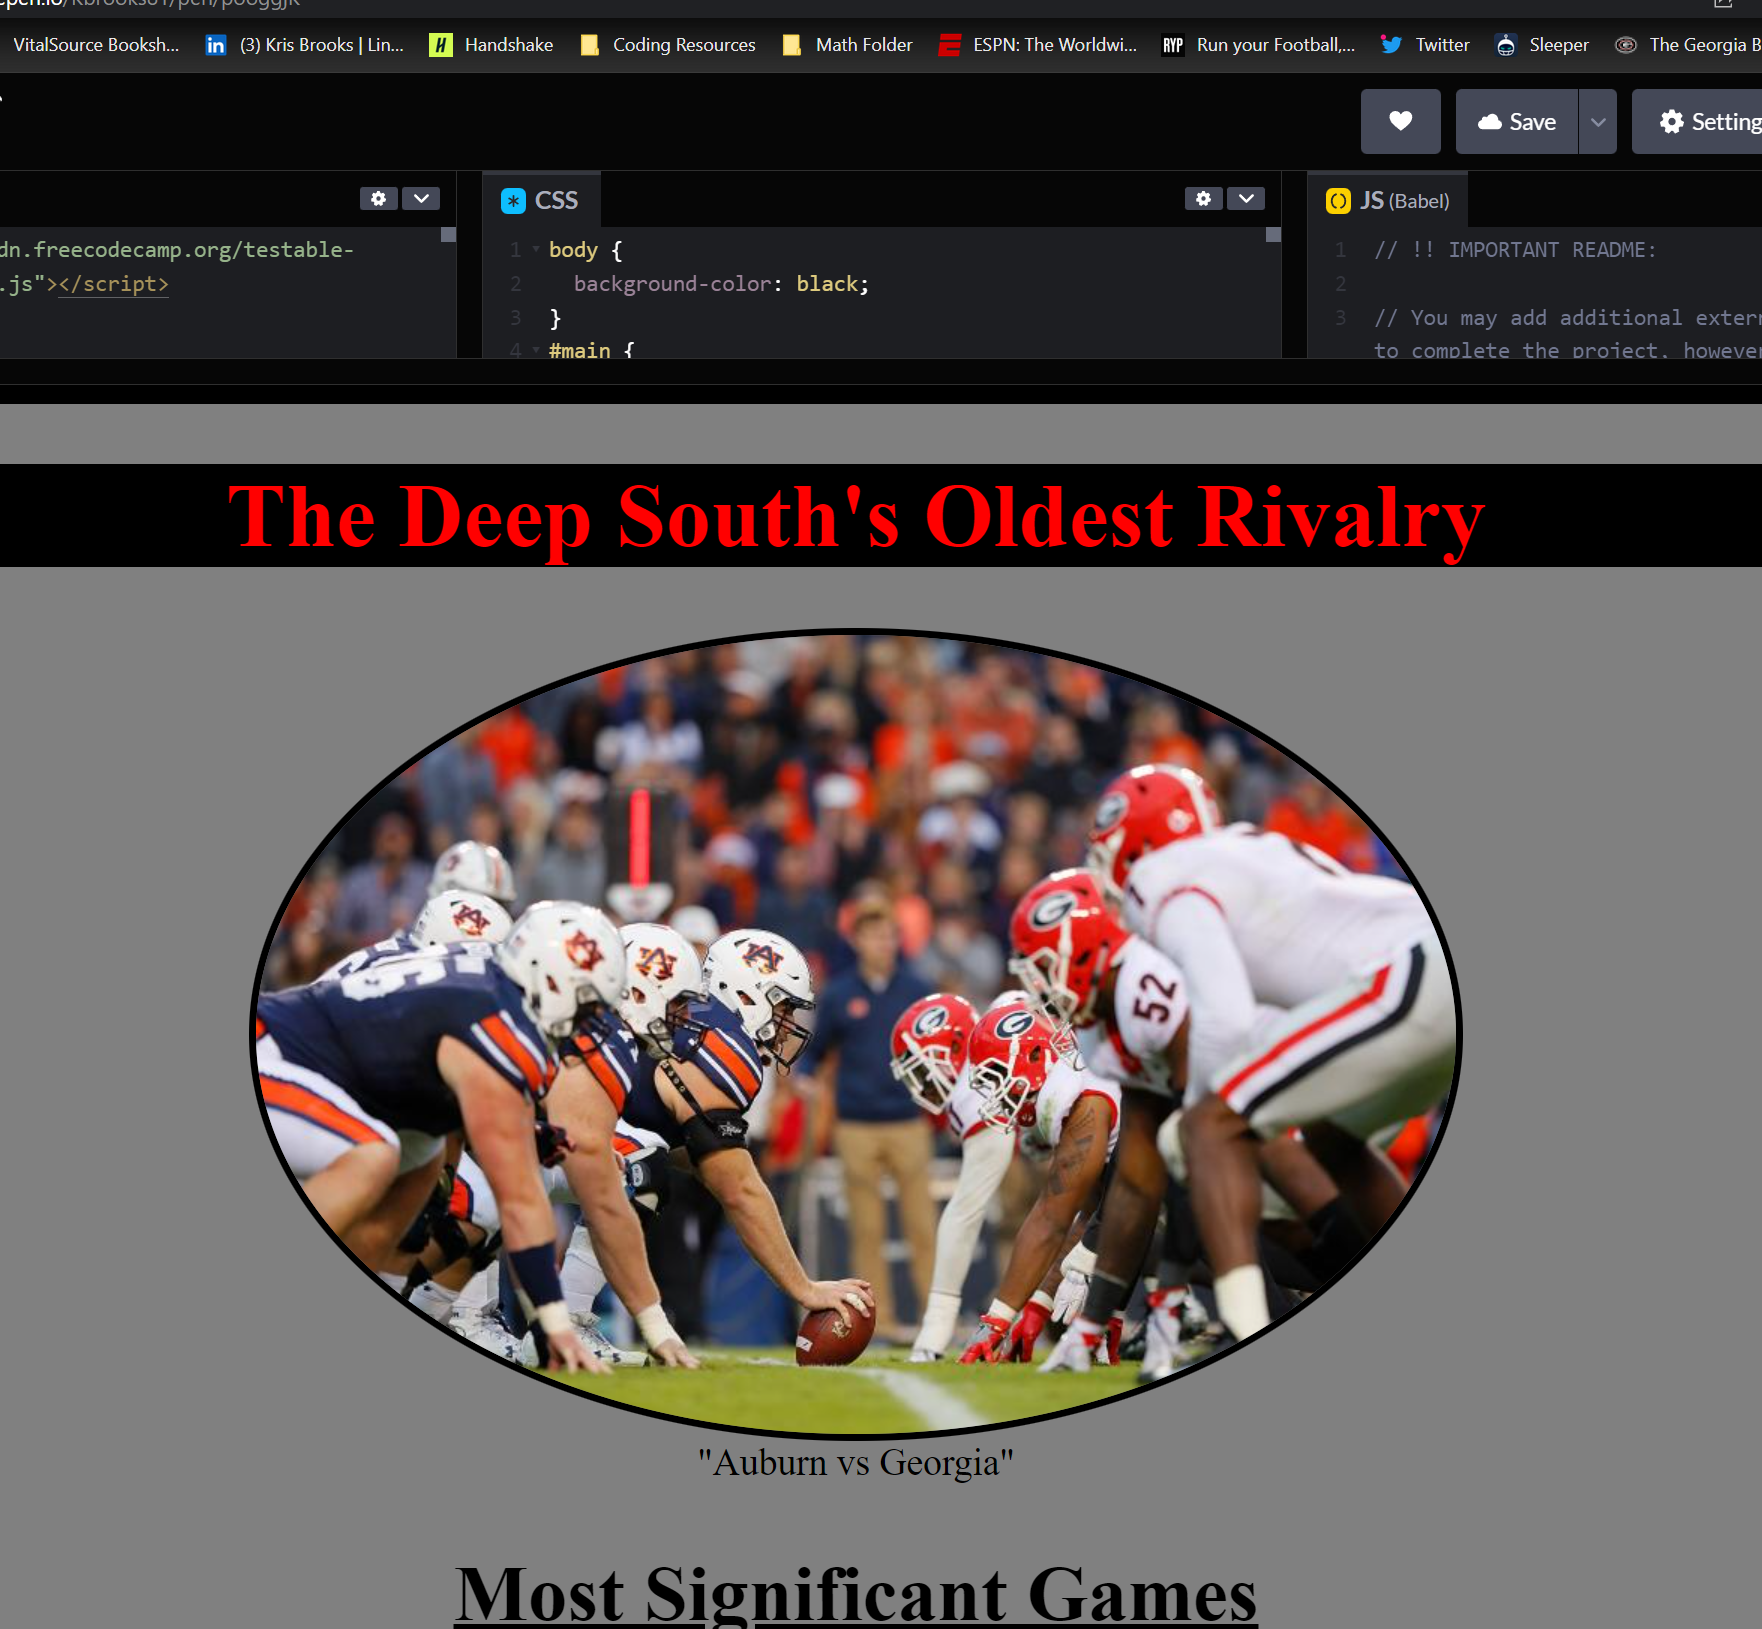 VitalSource Booksh...
(3) Kris Brooks | Lin...
Handshake
Coding Resources
Math Folder
ESPN: The Worldwi...
RYP Run your Football,...
Twitter
Sleeper
The Georgia B
Save
Setting
CSS
JS (Babel)
dn.freecodecamp.org/testable-
.js"></script>
1 body {
2 background-color: black;
3 }
4 #main {
1 // !! IMPORTANT README:
2
3 // You may add additional extern
to complete the project, however
The Deep South's Oldest Rivalry
52
"Auburn vs Georgia"
Most Significant Games